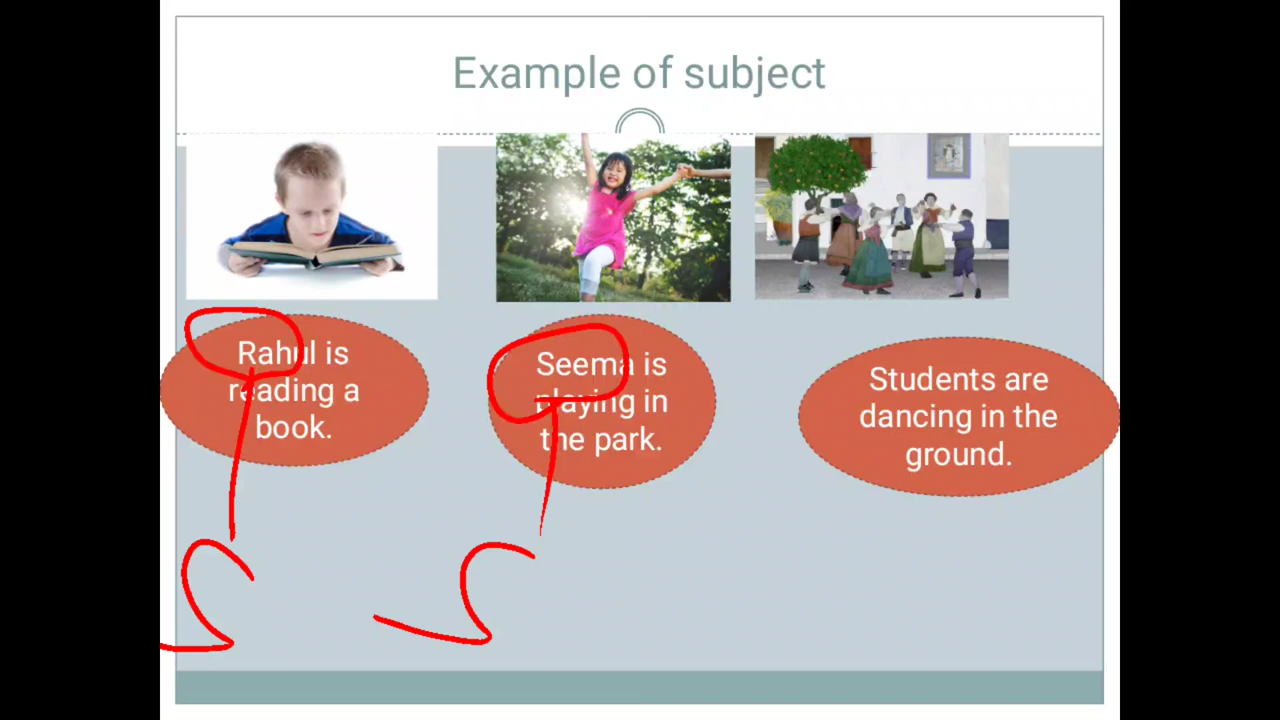 Example of subject
Rahul is
reading a
book.
Seema is
playing in
the park.
Students are
dancing in the
ground.
S
S